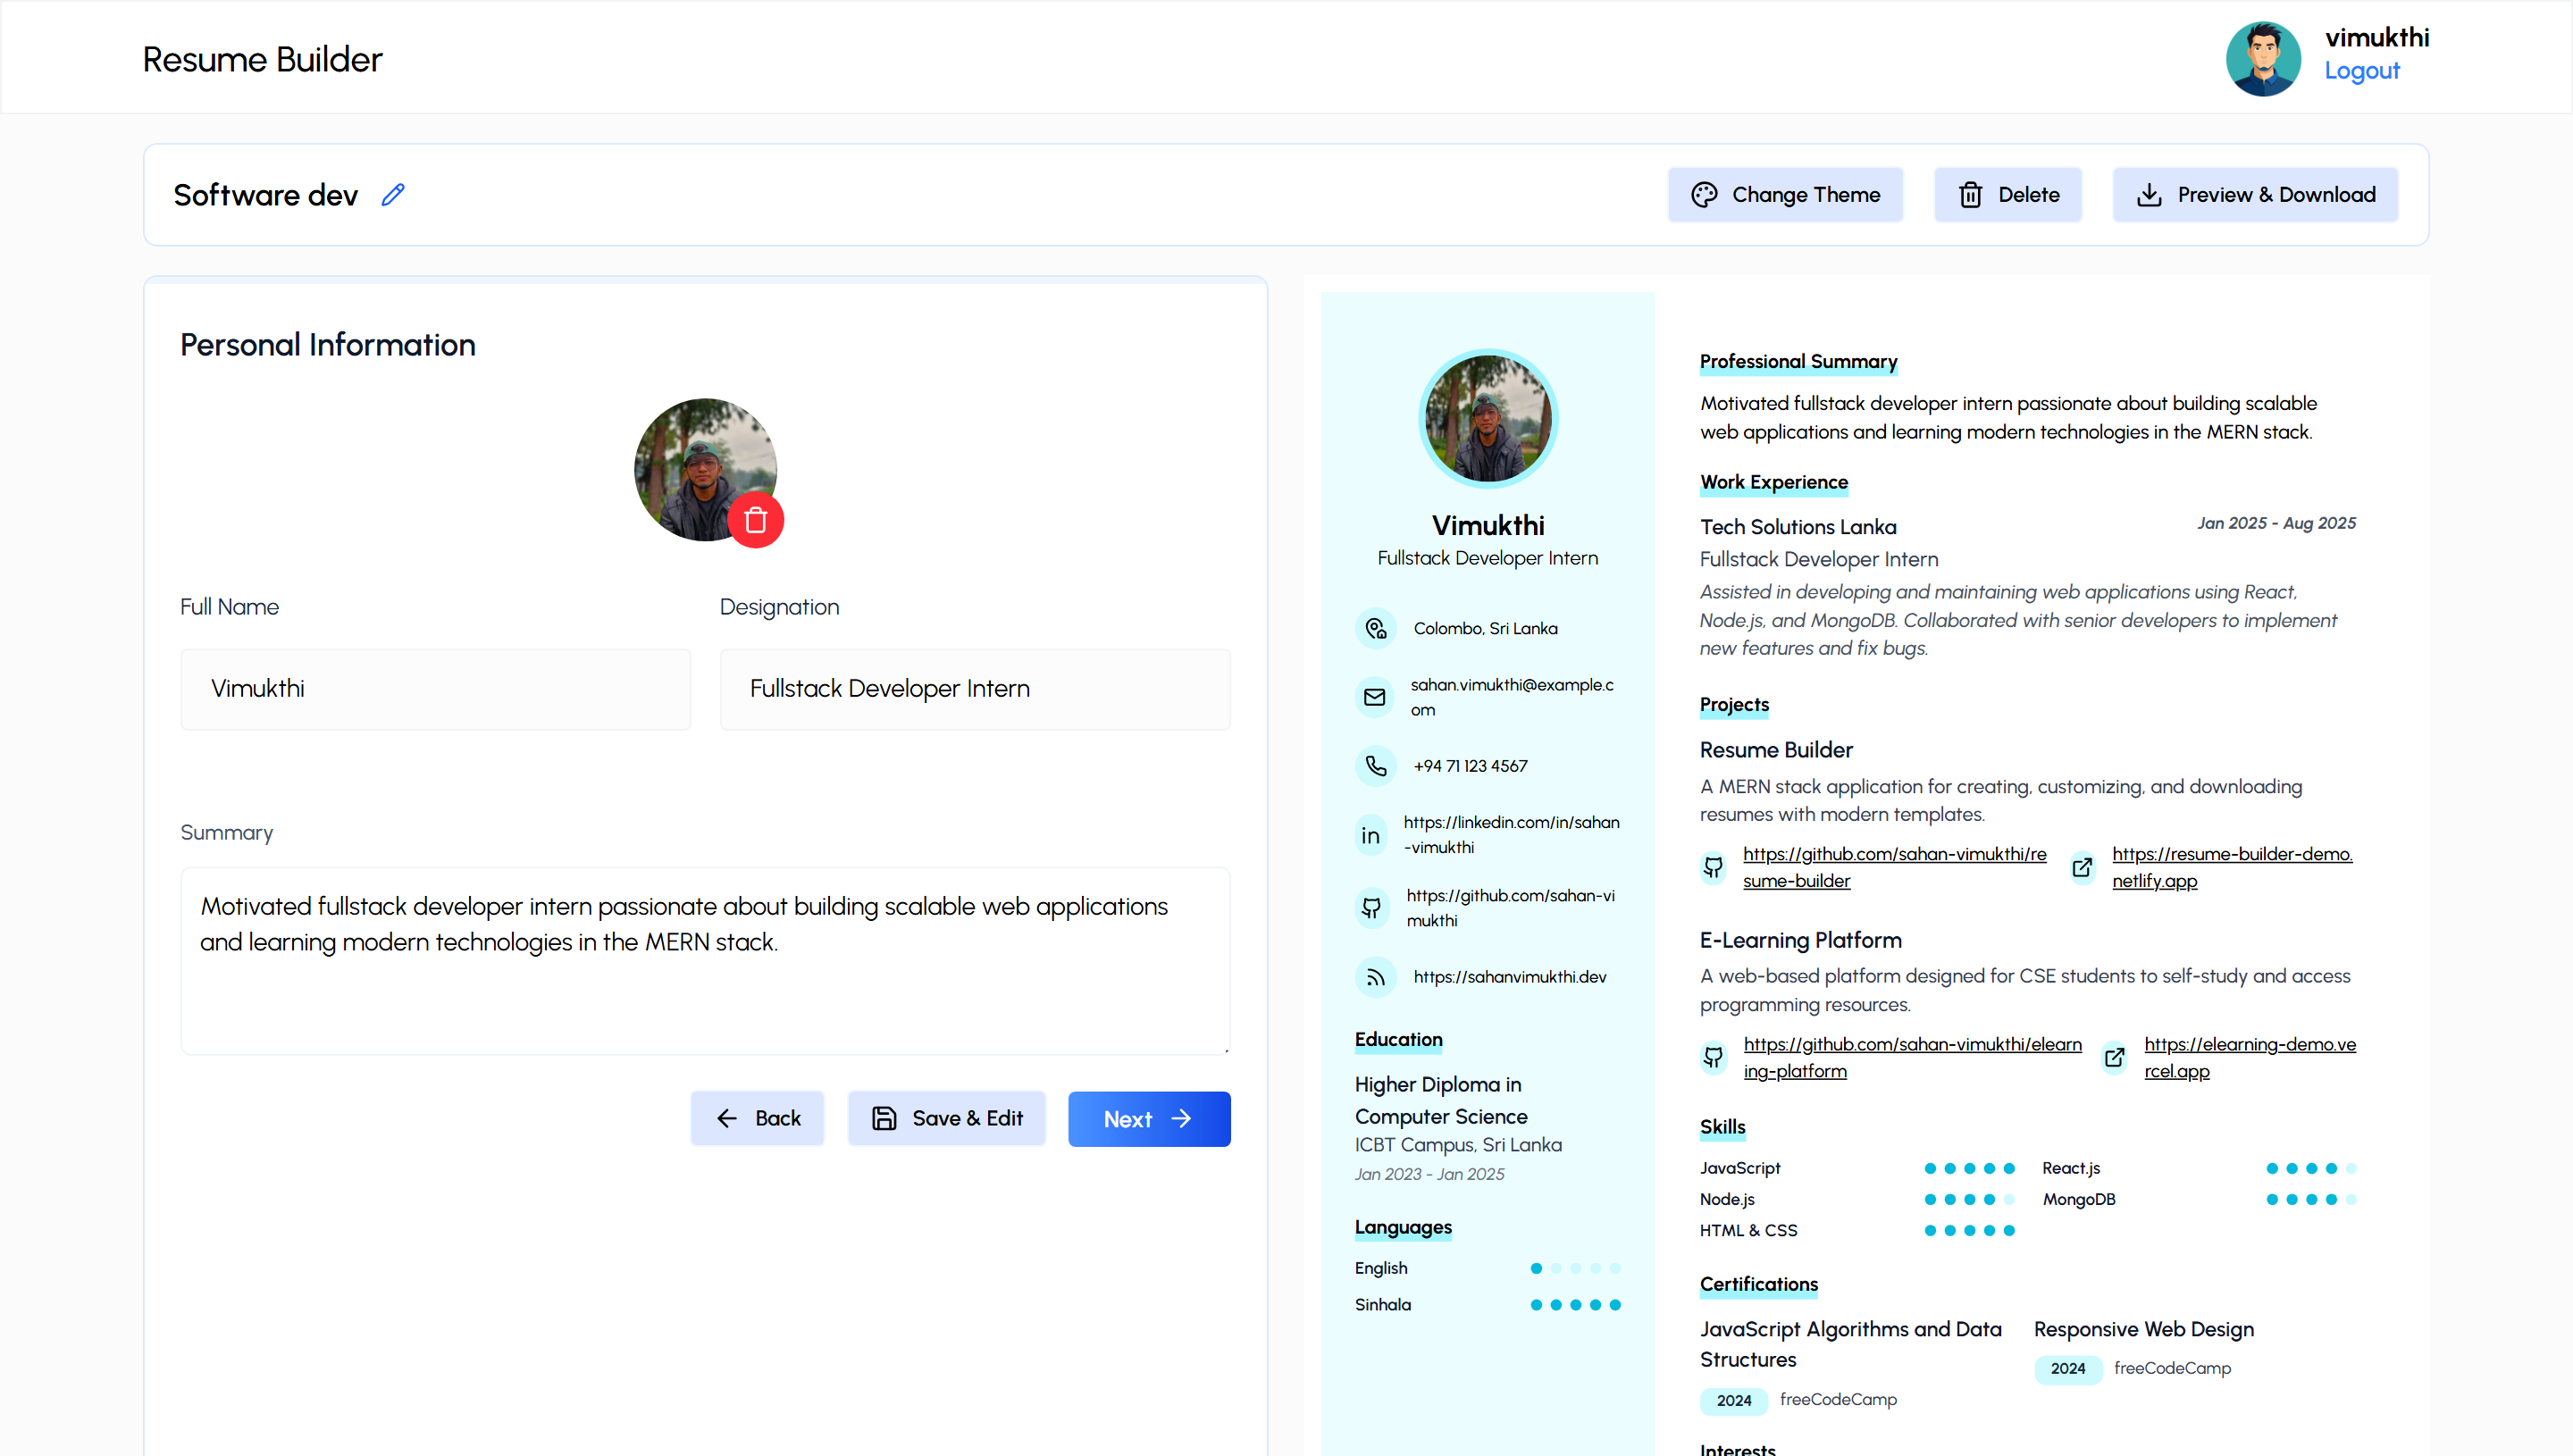 Resume Builder
vimukthi
Logout
Software dev
Change Theme
Delete
Preview & Download
Personal Information
Full Name
Designation
Vimukthi
Fullstack Developer Intern
Summary
Motivated fullstack developer intern passionate about building scalable web applications
and learning modern technologies in the MERN stack.
Back
Save & Edit
Next
Vimukthi
Fullstack Developer Intern
Colombo, Sri Lanka
sahan.vimukthi@example.c
om
+94 71 123 4567
https://linkedin.com/in/sahan
-vimukthi
https://github.com/sahan-vi
mukthi
https://sahanvimukthi.dev
Education
Higher Diploma in
Computer Science
ICBT Campus, Sri Lanka
Jan 2023 - Jan 2025
Languages
English
Sinhala
Professional Summary
Motivated fullstack developer intern passionate about building scalable
web applications and learning modern technologies in the MERN stack.
Work Experience
Tech Solutions Lanka
Jan 2025 - Aug 2025
Fullstack Developer Intern
Assisted in developing and maintaining web applications using React,
Node.js, and MongoDB. Collaborated with senior developers to implement
new features and fix bugs.
Projects
Resume Builder
A MERN stack application for creating, customizing, and downloading
resumes with modern templates.
https://github.com/sahan-vimukthi/re
sume-builder
https://resume-builder-demo.
netlify.app
E-Learning Platform
A web-based platform designed for CSE students to self-study and access
programming resources.
https://github.com/sahan-vimukthi/elearn
ing-platform
https://elearning-demo.ve
rcel.app
Skills
JavaScript
React.js
Node.js
MongoDB
HTML & CSS
Certifications
JavaScript Algorithms and Data
Structures
2024
freeCodeCamp
Responsive Web Design
2024
freeCodeCamp
Interests